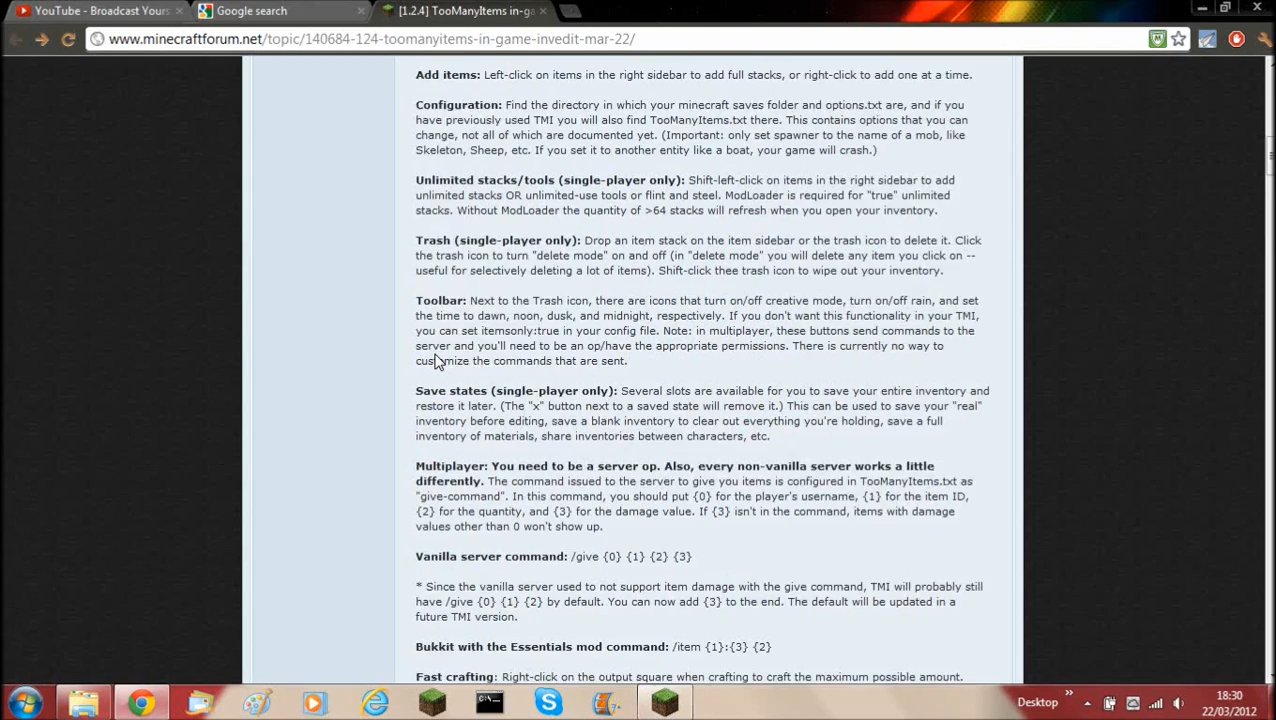 YouTube - Broadcast Yours
Google search
[1.2.4] TooManyItems in-ga
www.minecraftforum.net/topic/140684-124-toomanyitems-in-game-invedit-mar-22/
Add items: Left-click on items in the right sidebar to add full stacks, or right-click to add one at a time.
Configuration: Find the directory in which your minecraft saves folder and options.txt are, and if you
have previously used TMI you will also find TooManyItems.txt there. This contains options that you can
change, not all of which are documented yet. (Important: only set spawner to the name of a mob, like
Skeleton, Sheep, etc. If you set it to another entity like a boat, your game will crash.)
Unlimited stacks/tools (single-player only): Shift-left-click on items in the right sidebar to add
unlimited stacks OR unlimited-use tools or flint and steel. ModLoader is required for "true" unlimited
stacks. Without ModLoader the quantity of >64 stacks will refresh when you open your inventory.
Trash (single-player only): Drop an item stack on the item sidebar or the trash icon to delete it. Click
the trash icon to turn "delete mode" on and off (in "delete mode" you will delete any item you click on --
useful for selectively deleting a lot of items). Shift-click thee trash icon to wipe out your inventory.
Toolbar: Next to the Trash icon, there are icons that turn on/off creative mode, turn on/off rain, and set
the time to dawn, noon, dusk, and midnight, respectively. If you don't want this functionality in your TMI,
you can set itemsonly:true in your config file. Note: in multiplayer, these buttons send commands to the
server and you'll need to be an op/have the appropriate permissions. There is currently no way to
customize the commands that are sent.
Save states (single-player only): Several slots are available for you to save your entire inventory and
restore it later. (The "x" button next to a saved state will remove it.) This can be used to save your "real"
inventory before editing, save a blank inventory to clear out everything you're holding, save a full
inventory of materials, share inventories between characters, etc.
Multiplayer: You need to be a server op. Also, every non-vanilla server works a little
differently. The command issued to the server to give you items is configured in TooManyItems.txt as
"give-command". In this command, you should put {0} for the player's username, {1} for the item ID,
{2} for the quantity, and {3} for the damage value. If {3} isn't in the command, items with damage
values other than 0 won't show up.
Vanilla server command: /give {0} {1} {2} {3}
* Since the vanilla server used to not support item damage with the give command, TMI will probably still
have /give {0} {1} {2} by default. You can now add {3} to the end. The default will be updated in a
future TMI version.
Bukkit with the Essentials mod command: /item {1}:{3} {2}
Fast crafting: Right-click on the output square when crafting to craft the maximum possible amount.
Desktop
18:30
22/03/2012